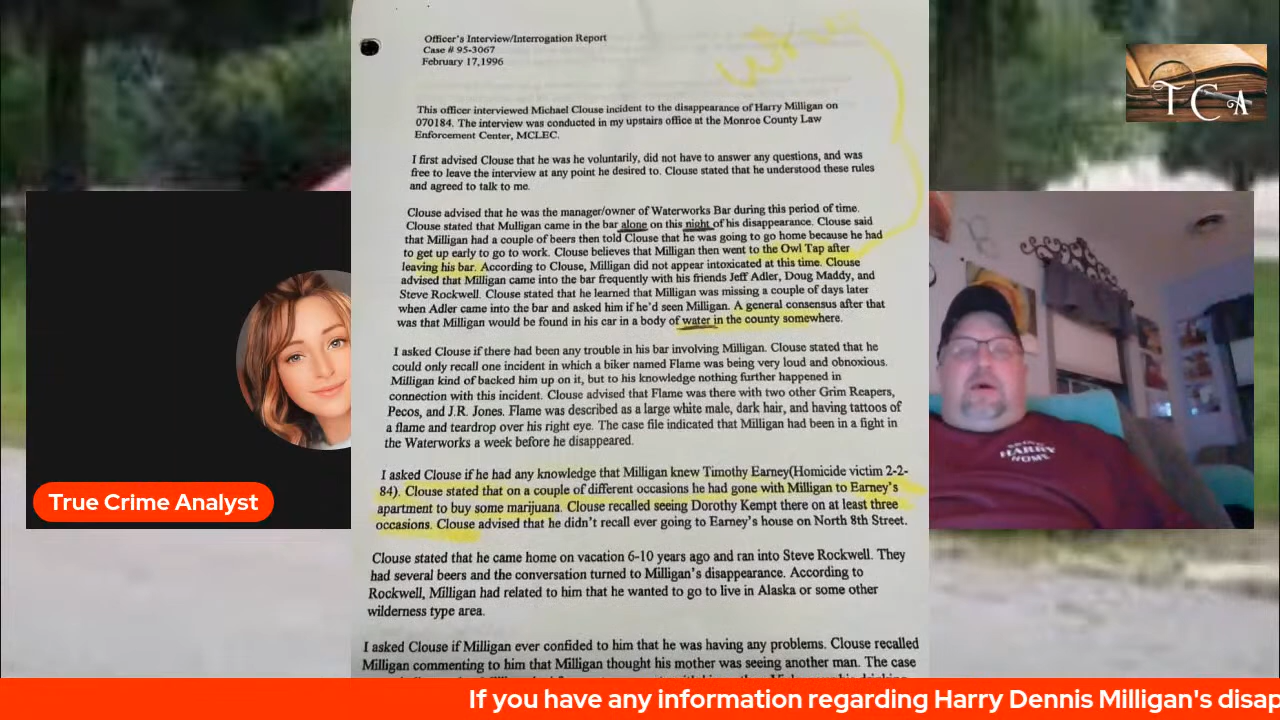 Officer's Interview/Interrogation Report
Case # 95-3067
February 17,1996
This officer interviewed Michael Clouse incident to the disappearance of Harry Milligan on
070184. The interview was conducted in my upstairs office at the Monroe County Law
Enforcement Center, MCLEC.
I first advised Clouse that he was he voluntarily, did not have to answer any questions, and was
free to leave the interview at any point he desired to. Clouse stated that he understood these rules
and agreed to talk to me.
Clouse advised that he was the manager/owner of Waterworks Bar during this period of time.
Clouse stated that Mulligan came in the bar alone on this night of his disappearance. Clouse said
that Milligan had a couple of beers then told Clouse that he was going to go home because he had
to get up early to go to work. Clouse believes that Milligan then went to the Owl Tap after
leaving his bar. According to Clouse, Milligan did not appear intoxicated at this time. Clouse
advised that Milligan came into the bar frequently with his friends Jeff Adler, Doug Maddy, and
Steve Rockwell. Clouse stated that he learned that Milligan was missing a couple of days later
when Adler came into the bar and asked him if he'd seen Milligan. A general consensus after that
was that Milligan would be found in his car in a body of water in the county somewhere.
I asked Clouse if there had been any trouble in his bar involving Milligan. Clouse stated that he
could only recall one incident in which a biker named Flame was being very loud and obnoxious.
Milligan kind of backed him up on it, but to his knowledge nothing further happened in
connection with this incident. Clouse advised that Flame was there with two other Grim Reapers,
Pecos, and J.R. Jones. Flame was described as a large white male, dark hair, and having tattoos of
a flame and teardrop over his right eye. The case file indicated that Milligan had been in a fight in
the Waterworks a week before he disappeared.
I asked Clouse if he had any knowledge that Milligan knew Timothy Earney(Homicide victim 2-2-
84). Clouse stated that on a couple of different occasions he had gone with Milligan to Earney's
apartment to buy some marijuana. Clouse recalled seeing Dorothy Kempt there on at least three
occasions. Clouse advised that he didn't recall ever going to Earney's house on North 8th Street.
Clouse stated that he came home on vacation 6-10 years ago and ran into Steve Rockwell. They
had several beers and the conversation turned to Milligan's disappearance. According to
Rockwell, Milligan had related to him that he wanted to go to live in Alaska or some other
wilderness type area.
I asked Clouse if Milligan ever confided to him that he was having any problems. Clouse recalled
Milligan commenting to him that Milligan thought his mother was seeing another man. The case
TCA
True Crime Analyst
HARRY
HOME
If you have any information regarding Harry Dennis Milligan's disap